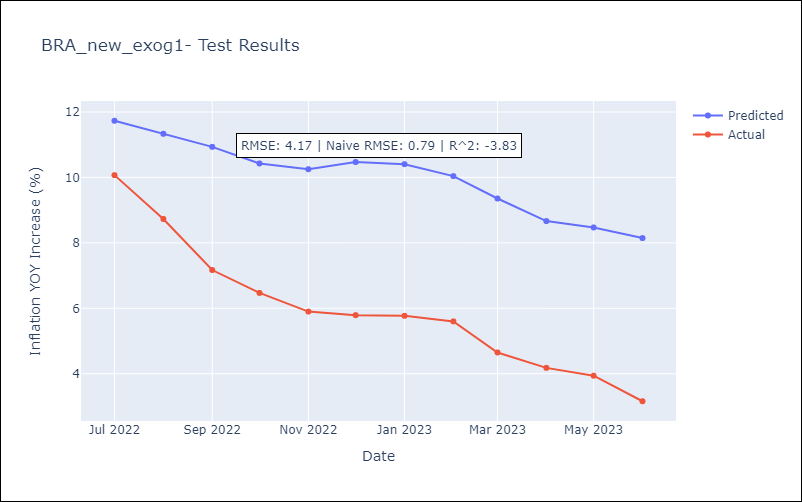 BRA_new_exog1- Test Results
12
10
8
6
4
Inflation YOY Increase (%)
RMSE: 4.17 | Naive RMSE: 0.79 | R^2: -3.83
Predicted
Actual
Jul 2022 Sep 2022 Nov 2022 Jan 2023 Mar 2023 May 2023
Date